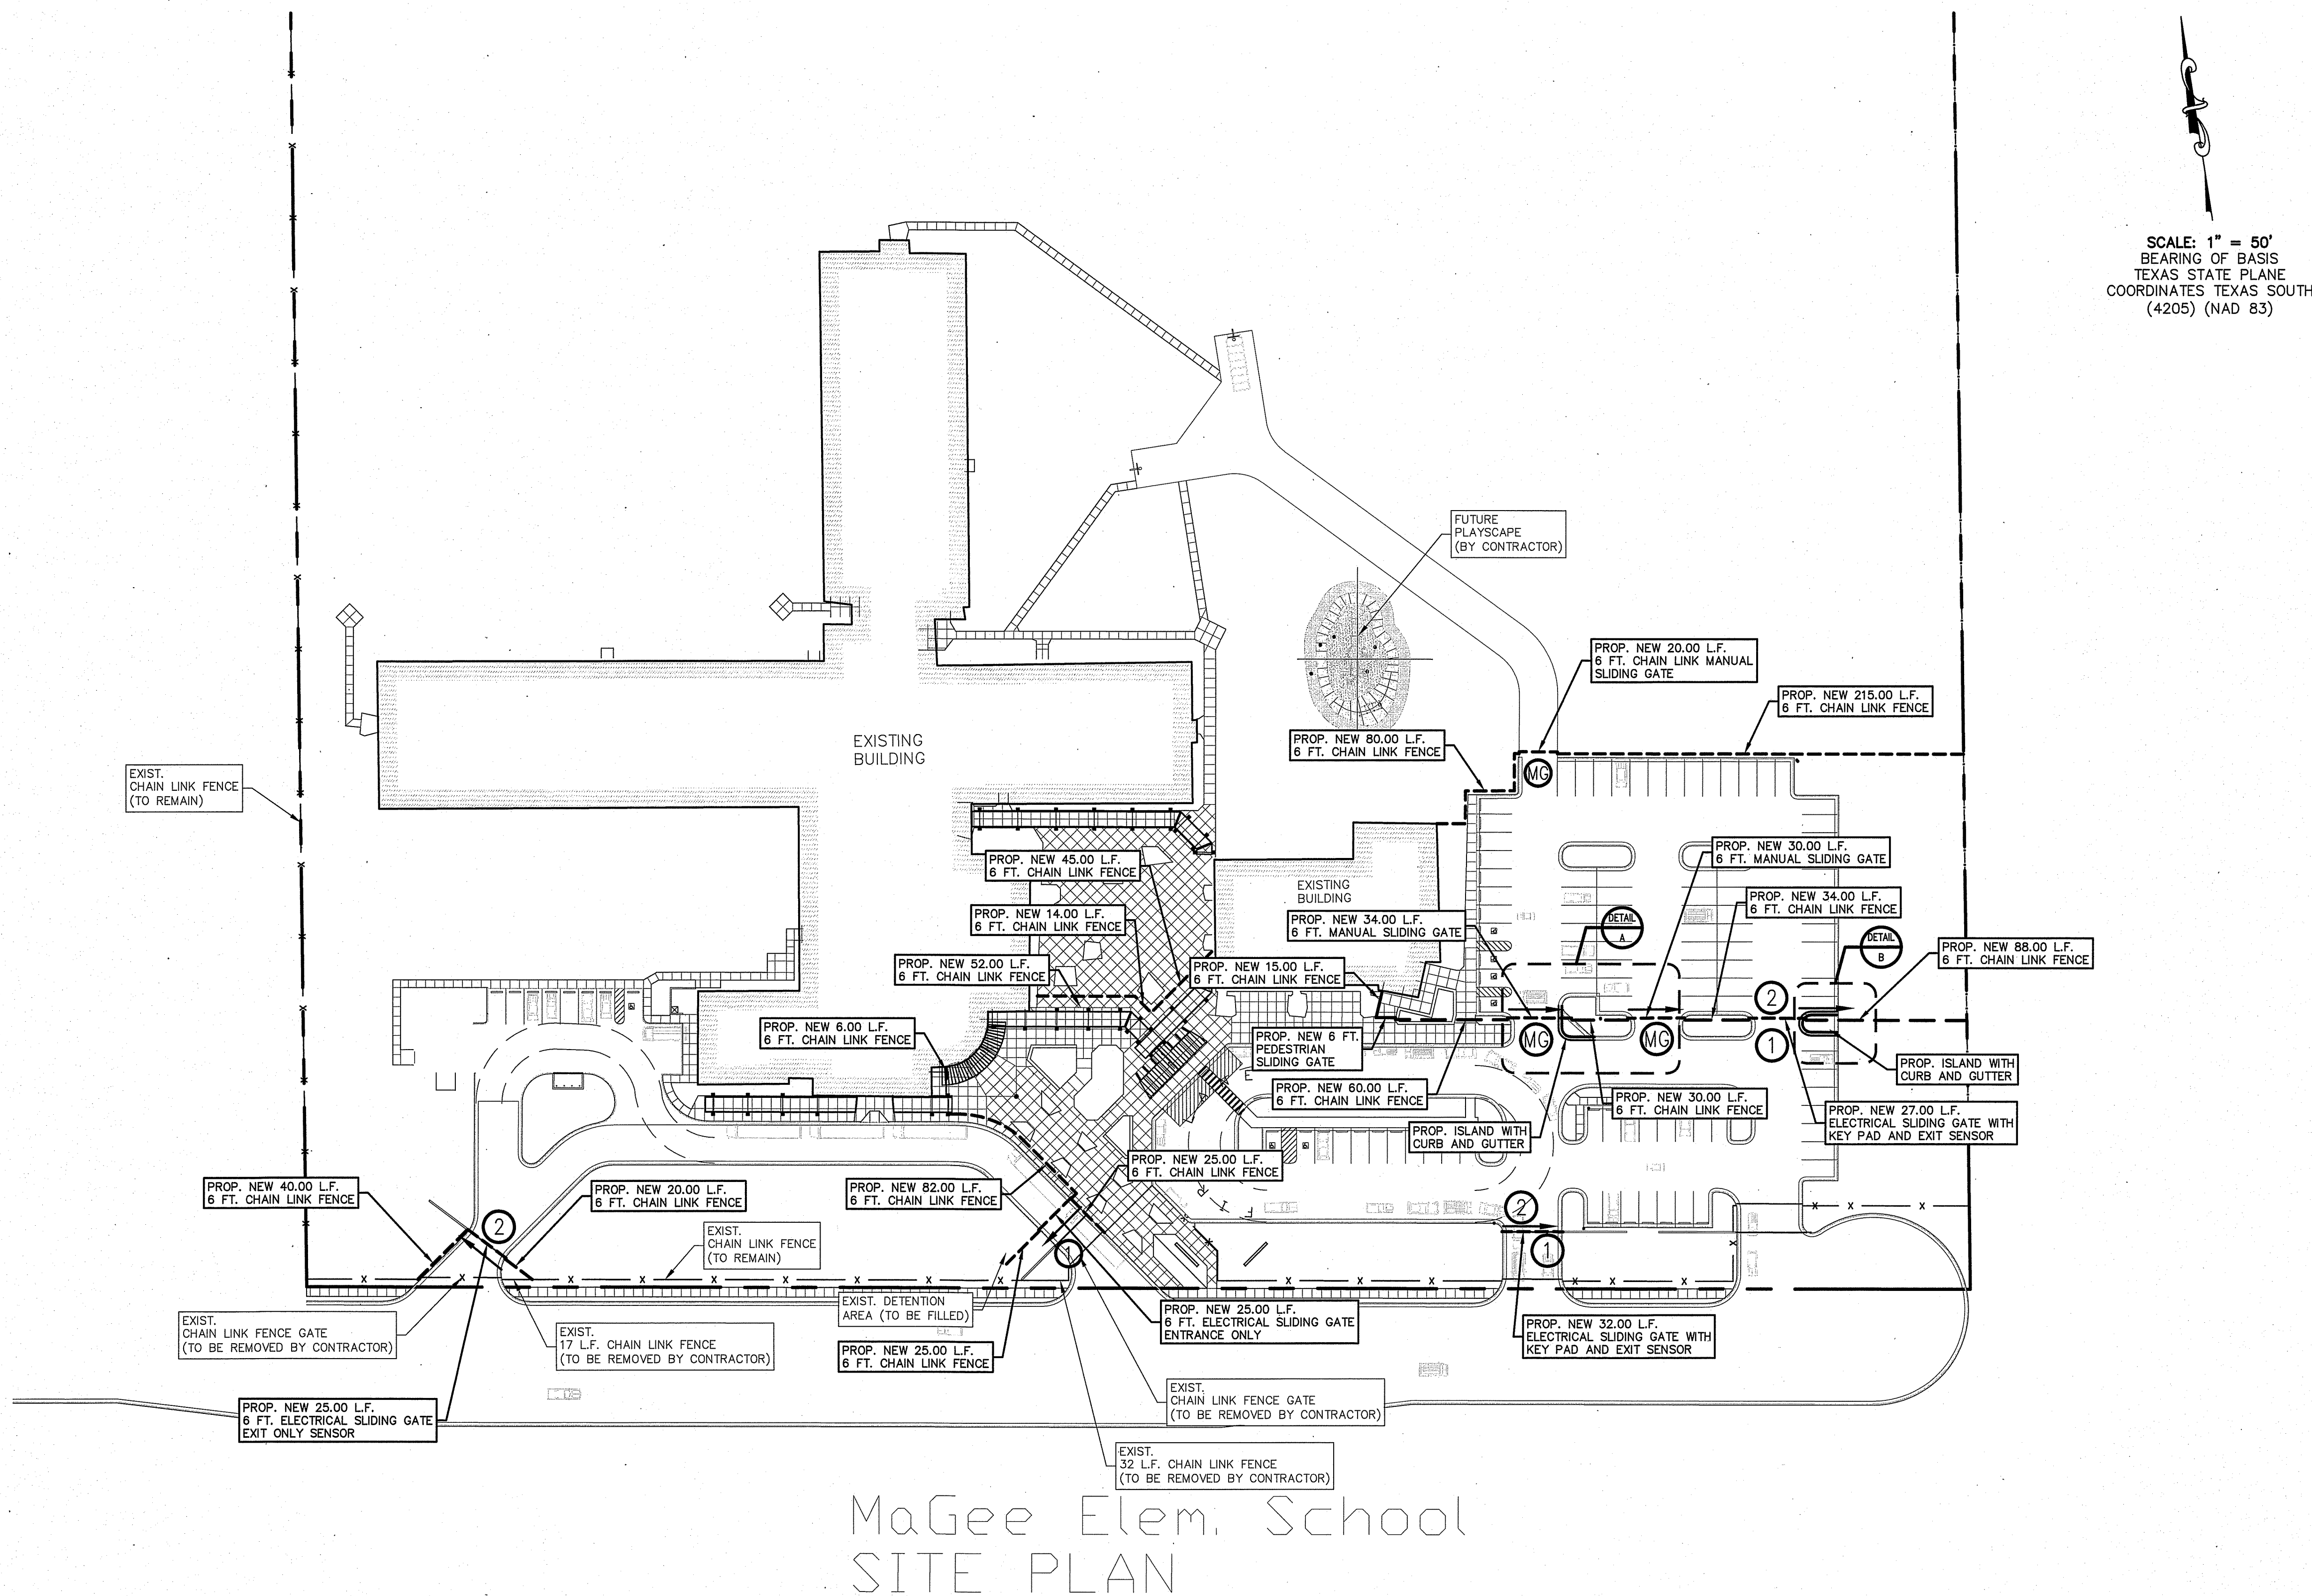 SCALE: 1" = 50'
BEARING OF BASIS
TEXAS STATE PLANE
COORDINATES TEXAS SOUTH
(4205) (NAD 83)
FUTURE
PLAYSCAPE
(BY CONTRACTOR)
PROP. NEW 20.00 L.F.
6 FT. CHAIN LINK MANUAL
SLIDING GATE
PROP. NEW 215.00 L.F.
6 FT. CHAIN LINK FENCE
PROP. NEW 80.00 L.F.
6 FT. CHAIN LINK FENCE
MG
EXISTING
BUILDING
EXIST.
CHAIN LINK FENCE
(TO REMAIN)
PROP. NEW 45.00 L.F.
6 FT. CHAIN LINK FENCE
PROP. NEW 30.00 L.F.
6 FT. MANUAL SLIDING GATE
EXISTING
BUILDING
PROP. NEW 34.00 L.F.
6 FT. CHAIN LINK FENCE
PROP. NEW 14.00 L.F.
6 FT. CHAIN LINK FENCE
PROP. NEW 34.00 L.F.
6 FT. MANUAL SLIDING GATE
DETAIL
A
DETAIL
B
PROP. NEW 88.00 L.F.
6 FT. CHAIN LINK FENCE
PROP. NEW 52.00 L.F.
6 FT. CHAIN LINK FENCE
PROP. NEW 15.00 L.F.
6 FT. CHAIN LINK FENCE
2
PROP. NEW 6.00 L.F.
6 FT. CHAIN LINK FENCE
PROP. NEW 6 FT.
PEDESTRIAN
SLIDING GATE
MG
MG
1
PROP. ISLAND WITH
CURB AND GUTTER
PROP. NEW 60.00 L.F.
6 FT. CHAIN LINK FENCE
PROP. NEW 30.00 L.F.
6 FT. CHAIN LINK FENCE
PROP. NEW 27.00 L.F.
ELECTRICAL SLIDING GATE WITH
KEY PAD AND EXIT SENSOR
PROP. ISLAND WITH
CURB AND GUTTER
PROP. NEW 25.00 L.F.
6 FT. CHAIN LINK FENCE
PROP. NEW 40.00 L.F.
6 FT. CHAIN LINK FENCE
PROP. NEW 20.00 L.F.
6 FT. CHAIN LINK FENCE
PROP. NEW 82.00 L.F.
6 FT. CHAIN LINK FENCE
2
2
EXIST.
CHAIN LINK FENCE
(TO REMAIN)
1
1
EXIST. DETENTION
AREA (TO BE FILLED)
PROP. NEW 25.00 L.F.
6 FT. ELECTRICAL SLIDING GATE
ENTRANCE ONLY
EXIST.
CHAIN LINK FENCE GATE
(TO BE REMOVED BY CONTRACTOR)
EXIST.
17 L.F. CHAIN LINK FENCE
(TO BE REMOVED BY CONTRACTOR)
PROP. NEW 25.00 L.F.
6 FT. CHAIN LINK FENCE
PROP. NEW 32.00 L.F.
ELECTRICAL SLIDING GATE WITH
KEY PAD AND EXIT SENSOR
EXIST.
CHAIN LINK FENCE GATE
(TO BE REMOVED BY CONTRACTOR)
PROP. NEW 25.00 L.F.
6 FT. ELECTRICAL SLIDING GATE
EXIT ONLY SENSOR
EXIST.
32 L.F. CHAIN LINK FENCE
(TO BE REMOVED BY CONTRACTOR)
MaGee Elem. School
SITE PLAN